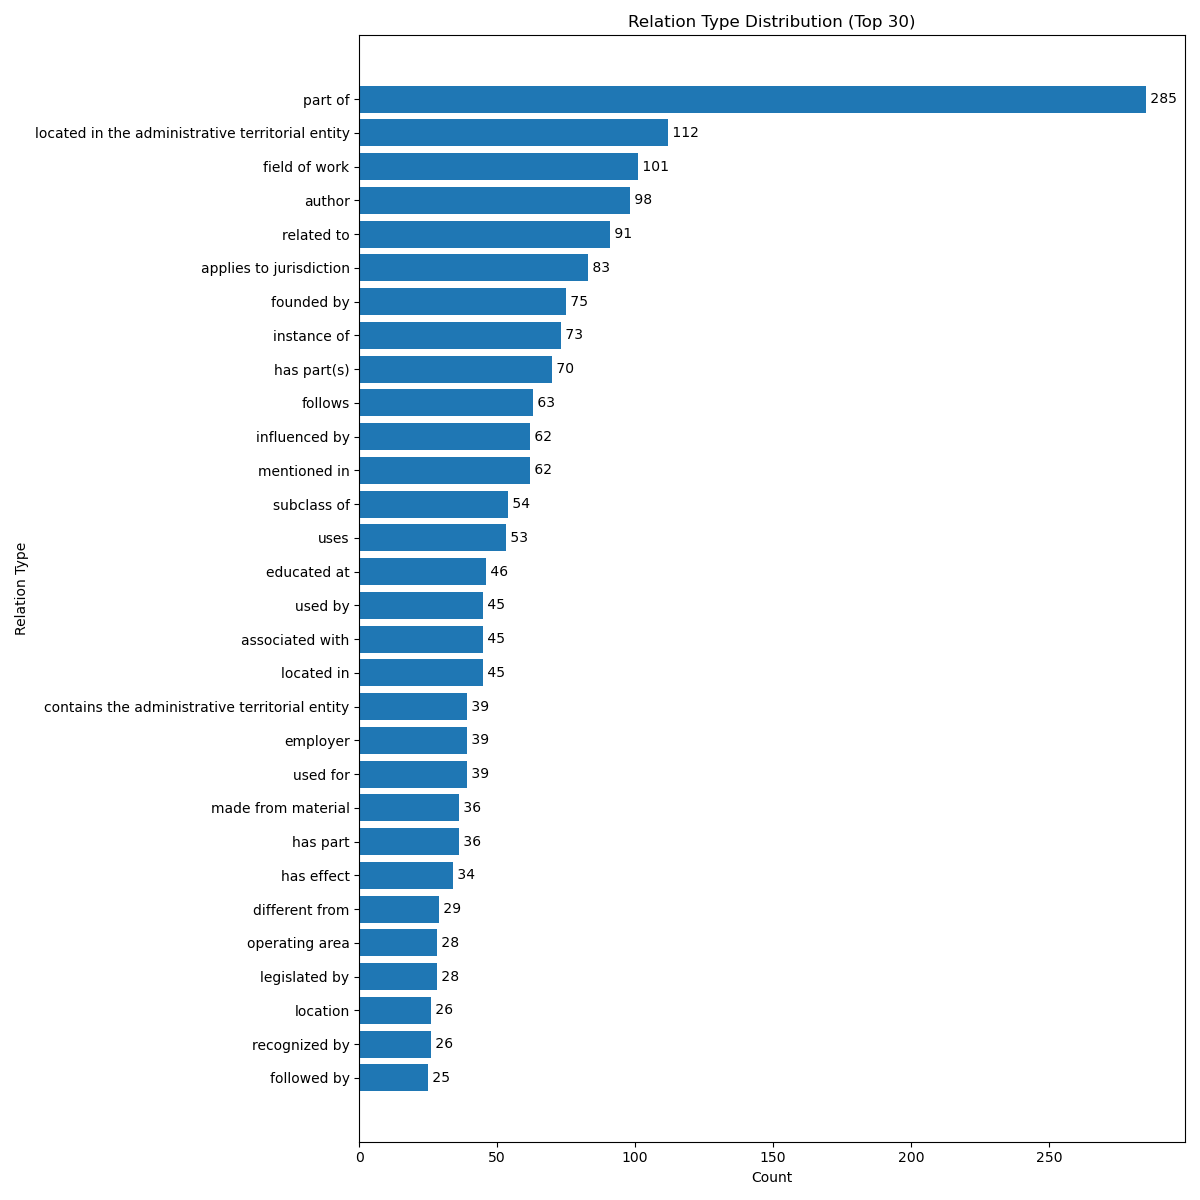 Relation Type Distribution (Top 30)
part of 285
located in the administrative territorial entity 112
field of work 101
author 98
related to 91
applies to jurisdiction 83
founded by 75
instance of 73
has part(s) 70
follows 63
influenced by 62
mentioned in 62
subclass of 54
uses 53
educated at 46
used by 45
associated with 45
located in 45
contains the administrative territorial entity 39
employer 39
used for 39
made from material 36
has part 36
has effect 34
different from 29
operating area 28
legislated by 28
location 26
recognized by 26
followed by 25
Relation Type
0 50 100 150 200 250
Count